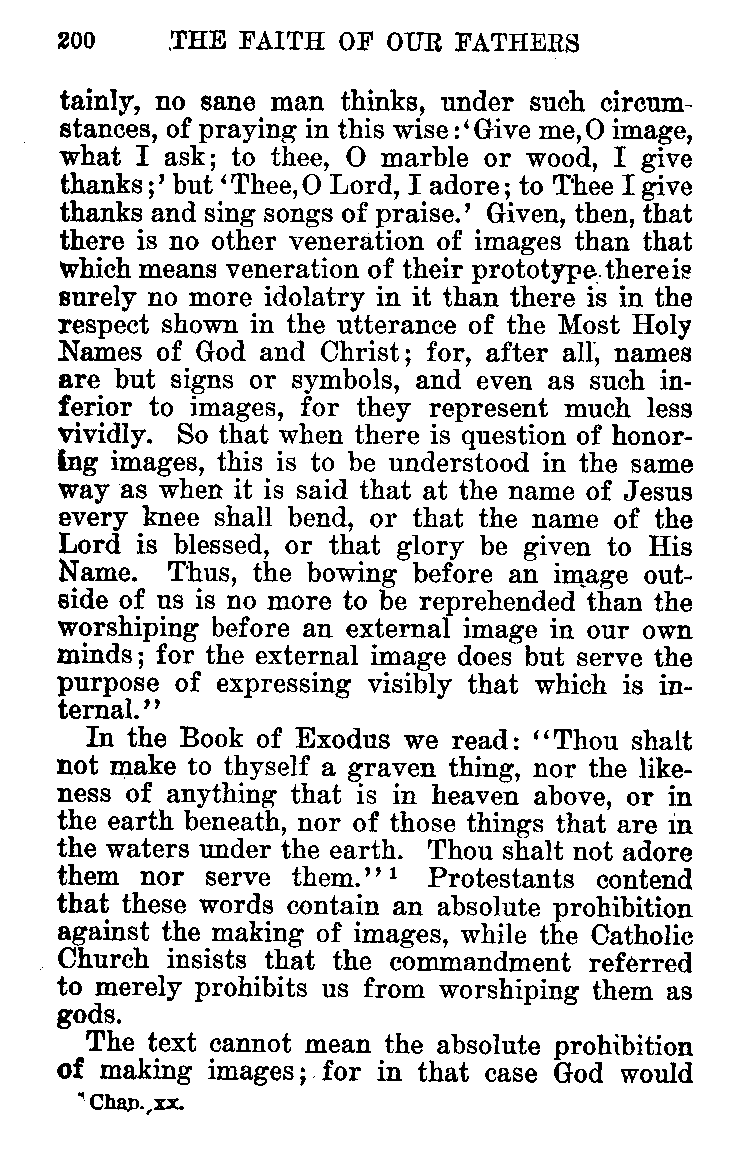 200 THE FAITH OF OUR FATHERS
tainly, no sane man thinks, under such circum-
stances, of praying in this wise:‘Give me,O image,
what I ask; to thee, O marble or wood, I give
thanks;’ but ‘Thee,O Lord, I adore; to Thee I give
thanks and sing songs of praise.’ Given, then, that
there is no other veneration of images than that
which means veneration of their prototype. there is
surely no more idolatry in it than there is in the
respect shown in the utterance of the Most Holy
Names of God and Christ; for, after all, names
are but signs or symbols, and even as such in-
ferior to images, for they represent much less
vividly. So that when there is question of honor-
ing images, this is to be understood in the same
way as when it is said that at the name of Jesus
every knee shall bend, or that the name of the
Lord is blessed, or that glory be given to His
Name. Thus, the bowing before an image out-
side of us is no more to be reprehended than the
worshiping before an external image in our own
minds; for the external image does but serve the
purpose of expressing visibly that which is in-
ternal.”
In the Book of Exodus we read: “Thou shalt
not make to thyself a graven thing, nor the like-
ness of anything that is in heaven above, or in
the earth beneath, nor of those things that are in
the waters under the earth. Thou shalt not adore
them nor serve them.”¹ Protestants contend
that these words contain an absolute prohibition
against the making of images, while the Catholic
Church insists that the commandment referred
to merely prohibits us from worshiping them as
gods.
The text cannot mean the absolute prohibition
of making images; for in that case God would
¹ Chap. xx.